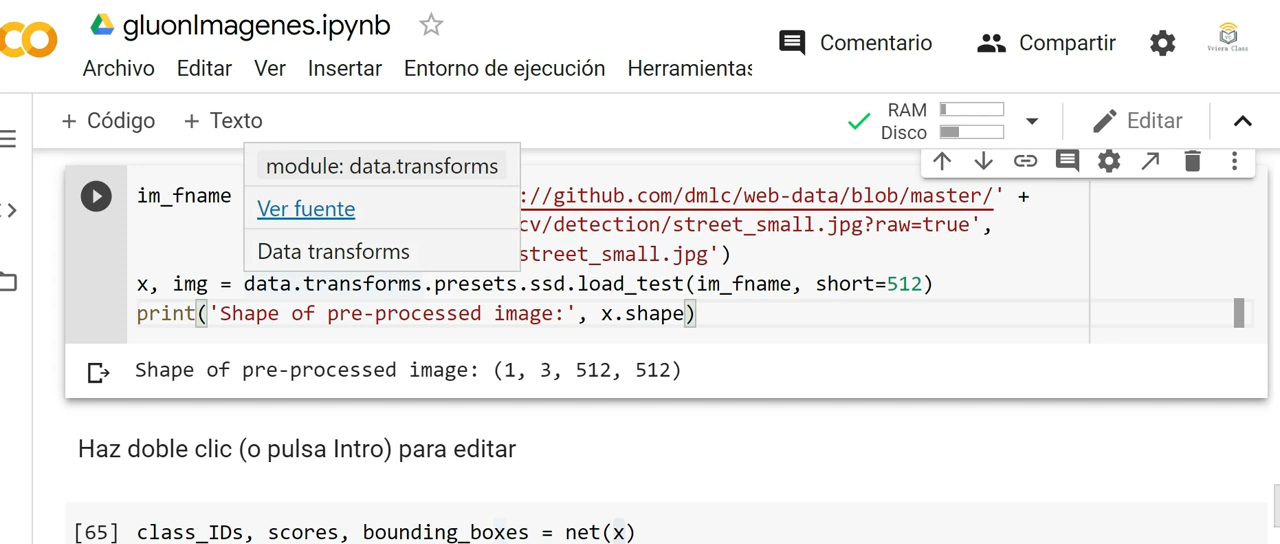 gluonImagenes.ipynb
Comentario
Compartir
Vriera Class
Archivo Editar Ver Insertar Entorno de ejecución Herramientas
+ Código + Texto
RAM
Disco
Editar
module: data.transforms
Ver fuente
Data transforms
im_fname ://github.com/dmlc/web-data/blob/master/' +
cv/detection/street_small.jpg?raw=true',
street_small.jpg')
x, img = data.transforms.presets.ssd.load_test(im_fname, short=512)
print('Shape of pre-processed image:', x.shape)
Shape of pre-processed image: (1, 3, 512, 512)
Haz doble clic (o pulsa Intro) para editar
[65] class_IDs, scores, bounding_boxes = net(x)